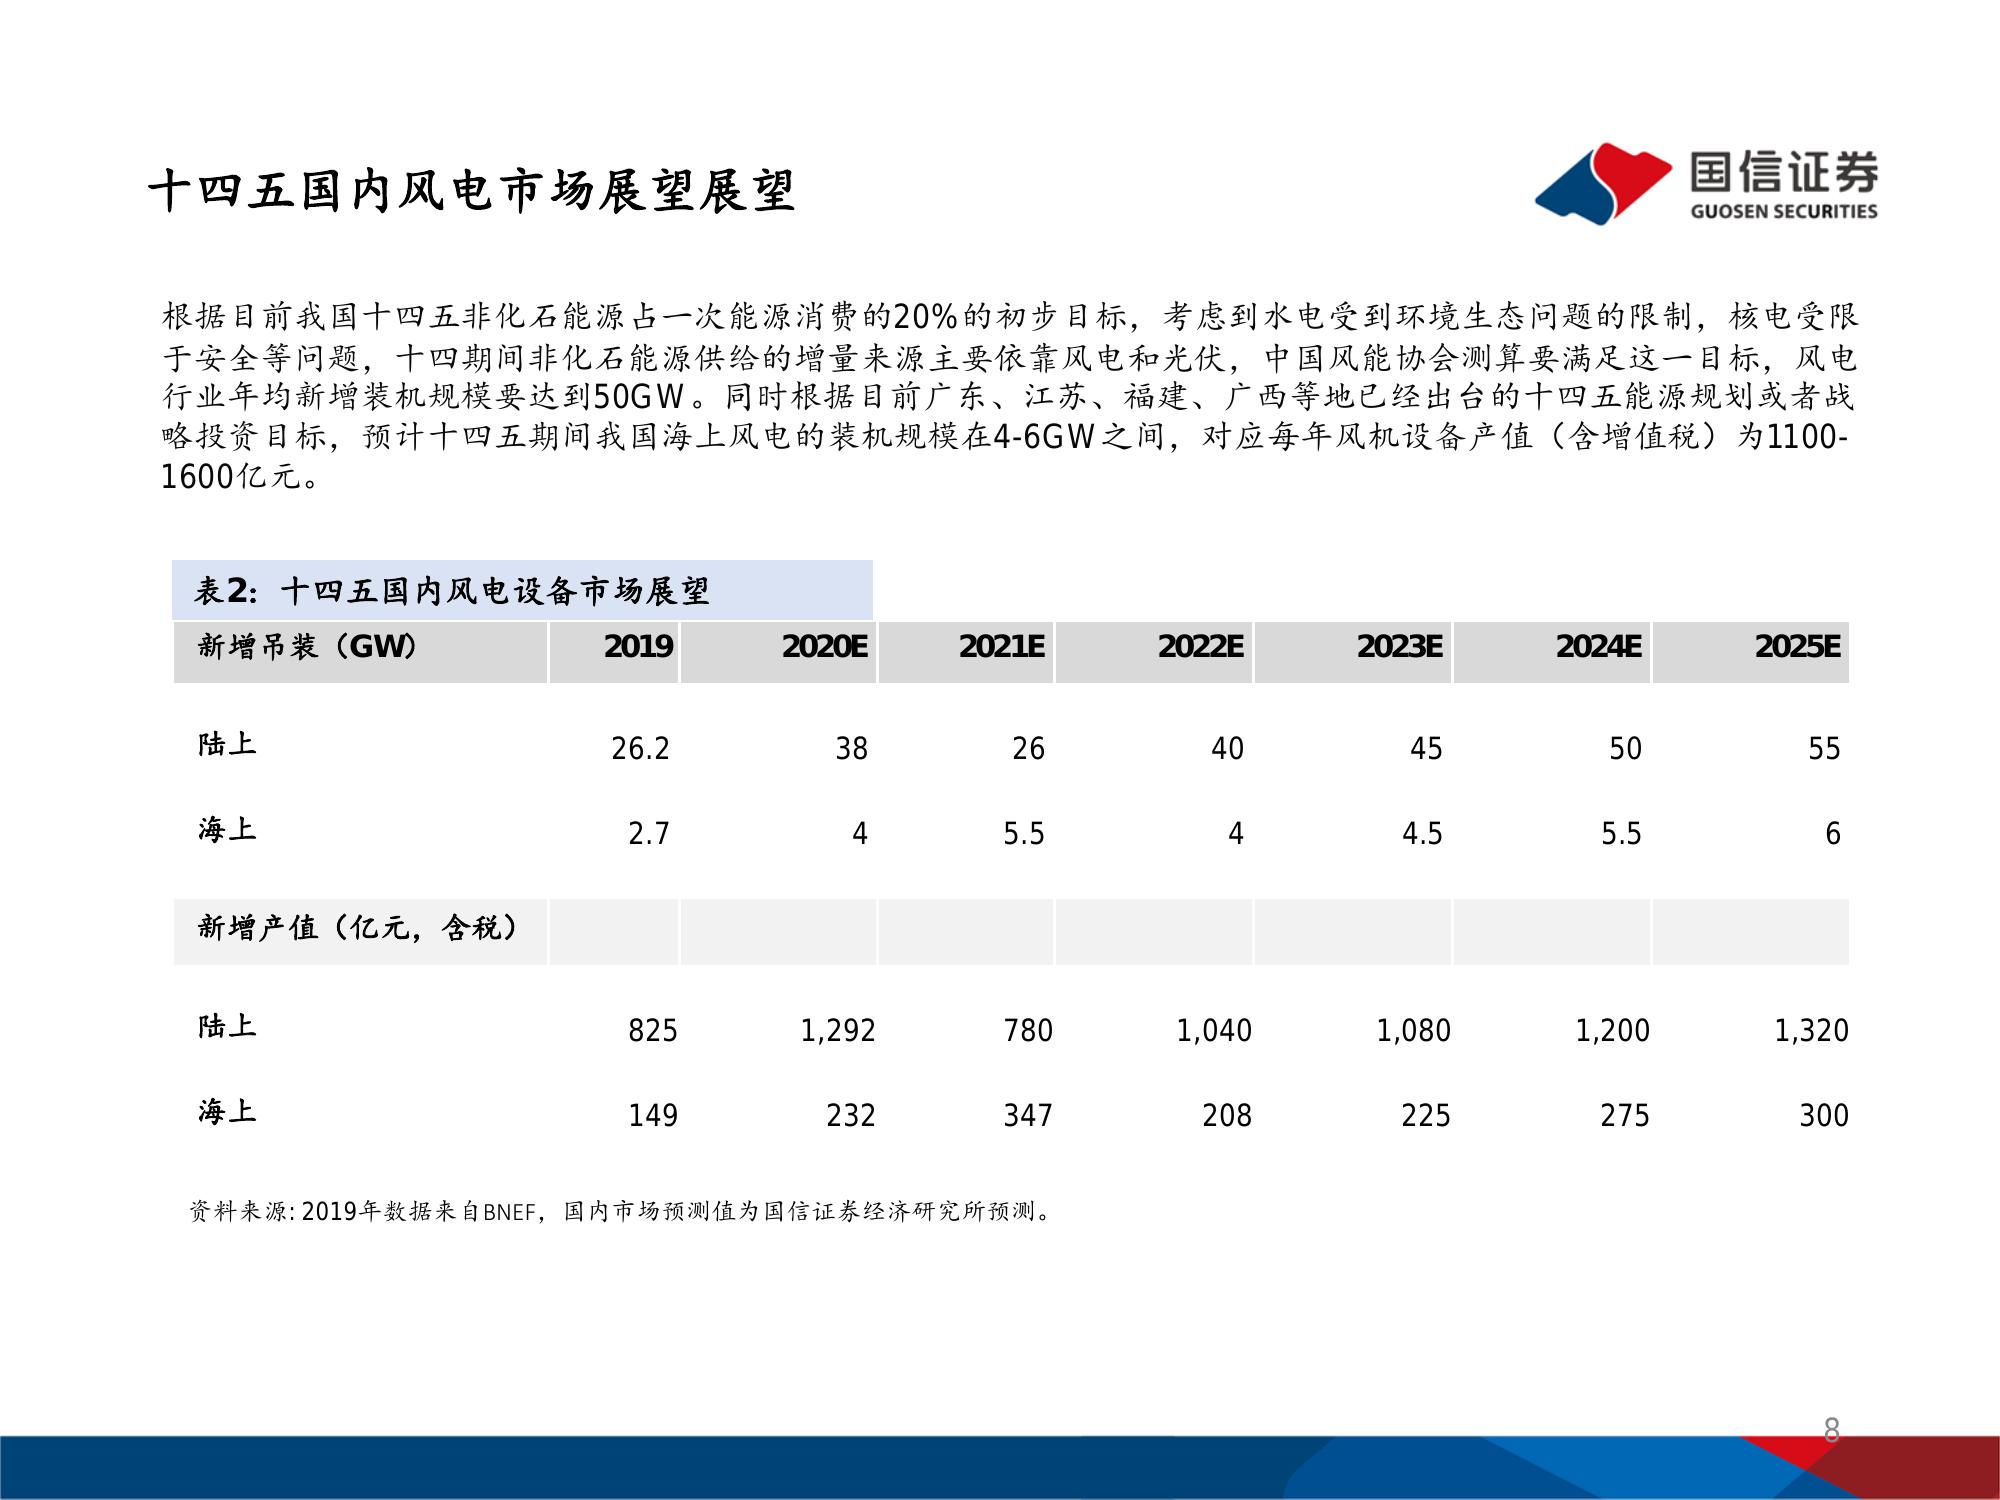 十四五国内风电市场展望展望
国信证券
GUOSEN SECURITIES
根据目前我国十四五非化石能源占一次能源消费的20%的初步目标，考虑到水电受到环境生态问题的限制，核电受限
于安全等问题，十四期间非化石能源供给的增量来源主要依靠风电和光伏，中国风能协会测算要满足这一目标，风电
行业年均新增装机规模要达到50GW。同时根据目前广东、江苏、福建、广西等地已经出台的十四五能源规划或者战
略投资目标，预计十四五期间我国海上风电的装机规模在4-6GW之间，对应每年风机设备产值（含增值税）为1100-
1600亿元。
表2：十四五国内风电设备市场展望
新增吊装（GW） 2019 2020E 2021E 2022E 2023E 2024E 2025E
陆上 26.2 38 26 40 45 50 55
海上 2.7 4 5.5 4 4.5 5.5 6
新增产值（亿元，含税）
陆上 825 1,292 780 1,040 1,080 1,200 1,320
海上 149 232 347 208 225 275 300
资料来源: 2019年数据来自BNEF，国内市场预测值为国信证券经济研究所预测。
8